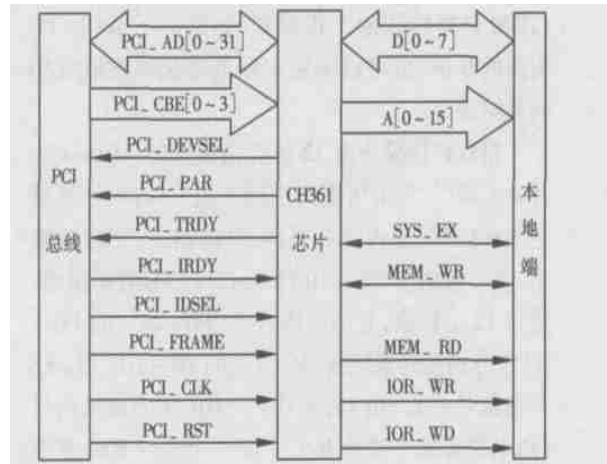 PCI_AD[0~31]
D[0~7]
PCI_CBE[0~3]
A[0~15]
PCI_DEVSEL
PCI
PCI_PAR
CH361
本
PCI_TRDY
总线
芯片
SYS_EX
地
PCI_IRDY
MEM_WR
端
PCI_IDSEL
PCI_FRAME
MEM_RD
PCI_CLK
IOR_WR
PCI_RST
IOR_WD